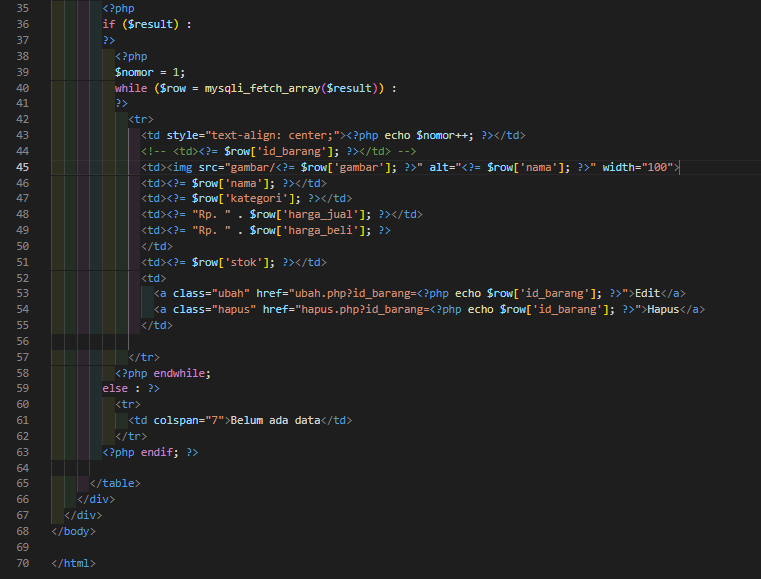 35 <?php
36 if ($result) :
37 ?>
38 <?php
39 $nomor = 1;
40 while ($row = mysqli_fetch_array($result)) :
41 ?>
42 <tr>
43 <td style="text-align: center;"><?php echo $nomor++; ?></td>
44 <!-- <td><?= $row['id_barang']; ?></td> -->
45 <td><img src="gambar/<?= $row['gambar']; ?>" alt="<?= $row['nama']; ?>" width="100">
46 <td><?= $row['nama']; ?></td>
47 <td><?= $row['kategori']; ?></td>
48 <td><?= "Rp. " . $row['harga_jual']; ?></td>
49 <td><?= "Rp. " . $row['harga_beli']; ?>
50 </td>
51 <td><?= $row['stok']; ?></td>
52 <td>
53 <a class="ubah" href="ubah.php?id_barang=<?php echo $row['id_barang']; ?>">Edit</a>
54 <a class="hapus" href="hapus.php?id_barang=<?php echo $row['id_barang']; ?>">Hapus</a>
55 </td>
56
57 </tr>
58 <?php endwhile;
59 else : ?>
60 <tr>
61 <td colspan="7">Belum ada data</td>
62 </tr>
63 <?php endif; ?>
64
65 </table>
66 </div>
67 </div>
68 </body>
69
70 </html>